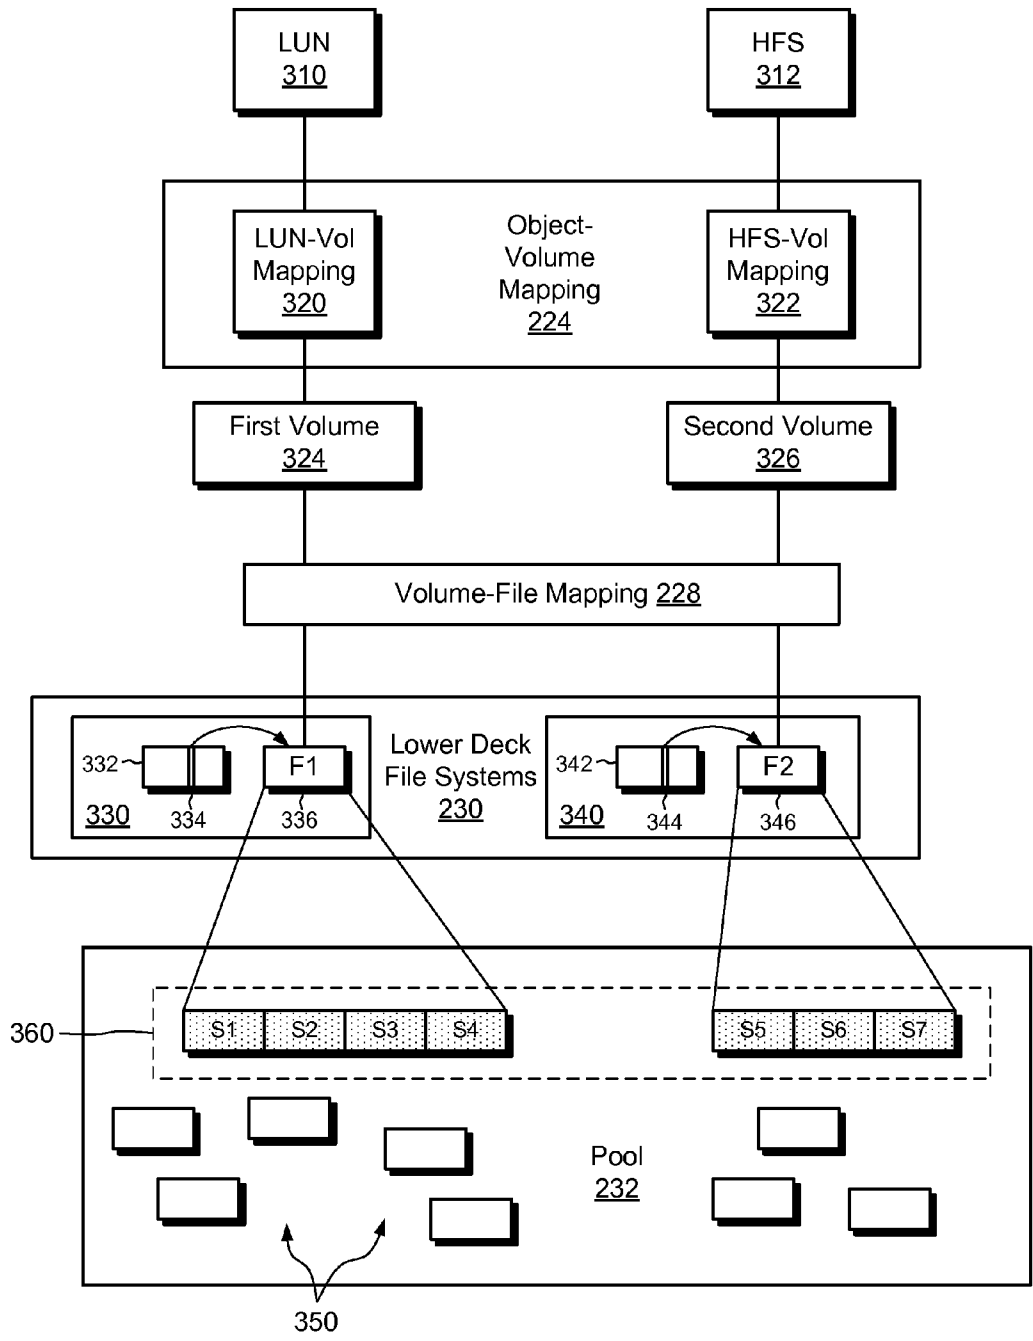 LUN
310
HFS
312
LUN-Vol
Mapping
320
Object-
Volume
Mapping
224
HFS-Vol
Mapping
322
First Volume
324
Second Volume
326
Volume-File Mapping 228
332
F1
330
334
336
Lower Deck
File Systems
230
342
F2
340
344
346
360
S1 S2 S3 S4
S5 S6 S7
Pool
232
350